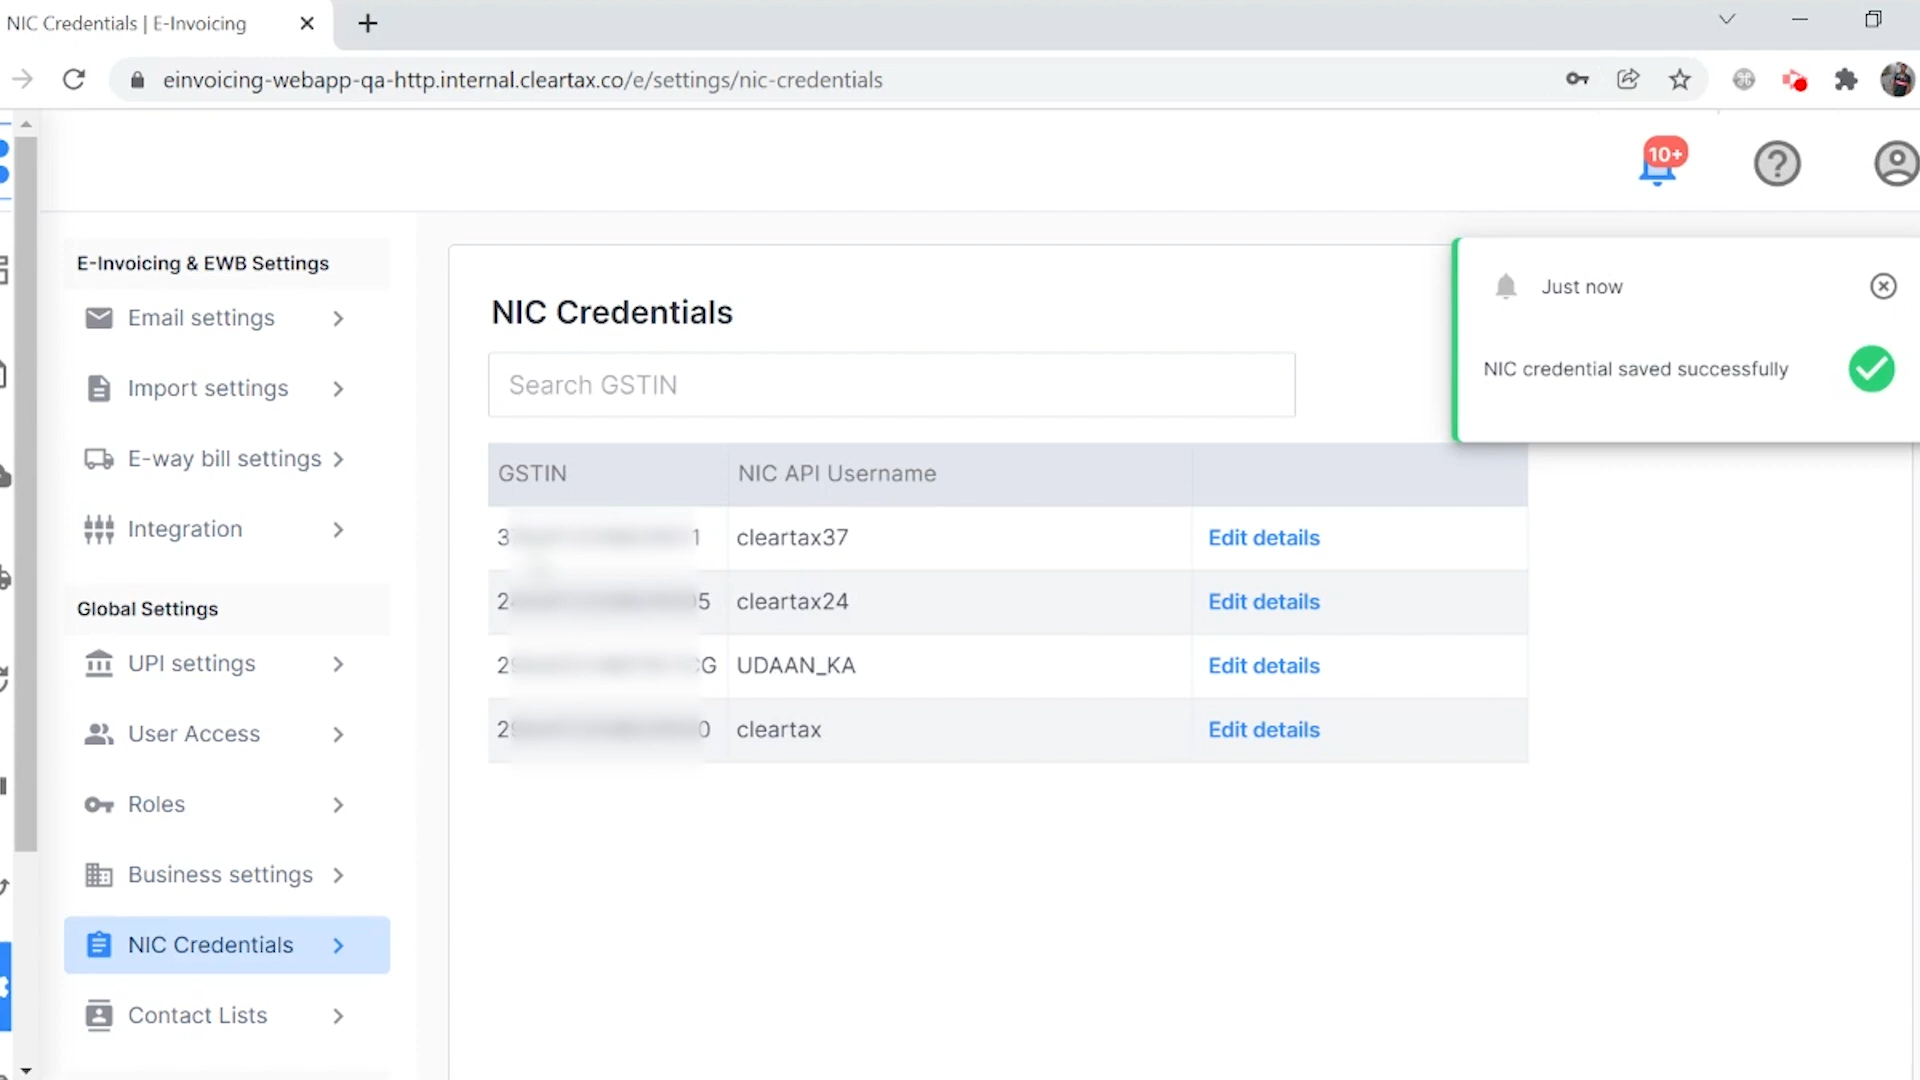 NIC Credentials | E-Invoicing
einvoicing-webapp-qa-http.internal.cleartax.co/e/settings/nic-credentials
10+
E-Invoicing & EWB Settings
Email settings
Import settings
E-way bill settings
Integration
Global Settings
UPI settings
User Access
Roles
Business settings
NIC Credentials
Contact Lists
NIC Credentials
Search GSTIN
GSTIN NIC API Username
cleartax37 Edit details
cleartax24 Edit details
UDAAN_KA Edit details
cleartax Edit details
Just now
NIC credential saved successfully